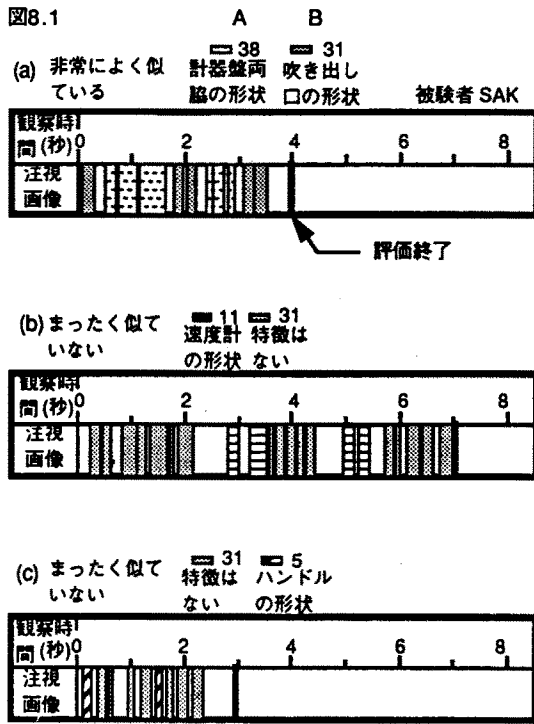 図8.1
A B
38 31
(a) 非常によく似 計器盤両 吹き出し
ている 脇の形状 口の形状 被験者 SAK
観察時
間(秒) 0 2 4 6 8
注視
画像
評価終了
11 31
(b) まったく似て 速度計 特徴は
いない の形状 ない
観察時
間(秒) 0 2 4 6 8
注視
画像
31 5
(c) まったく似て 特徴は ハンドル
いない ない の形状
観察時
間(秒) 0 2 4 6 8
注視
画像